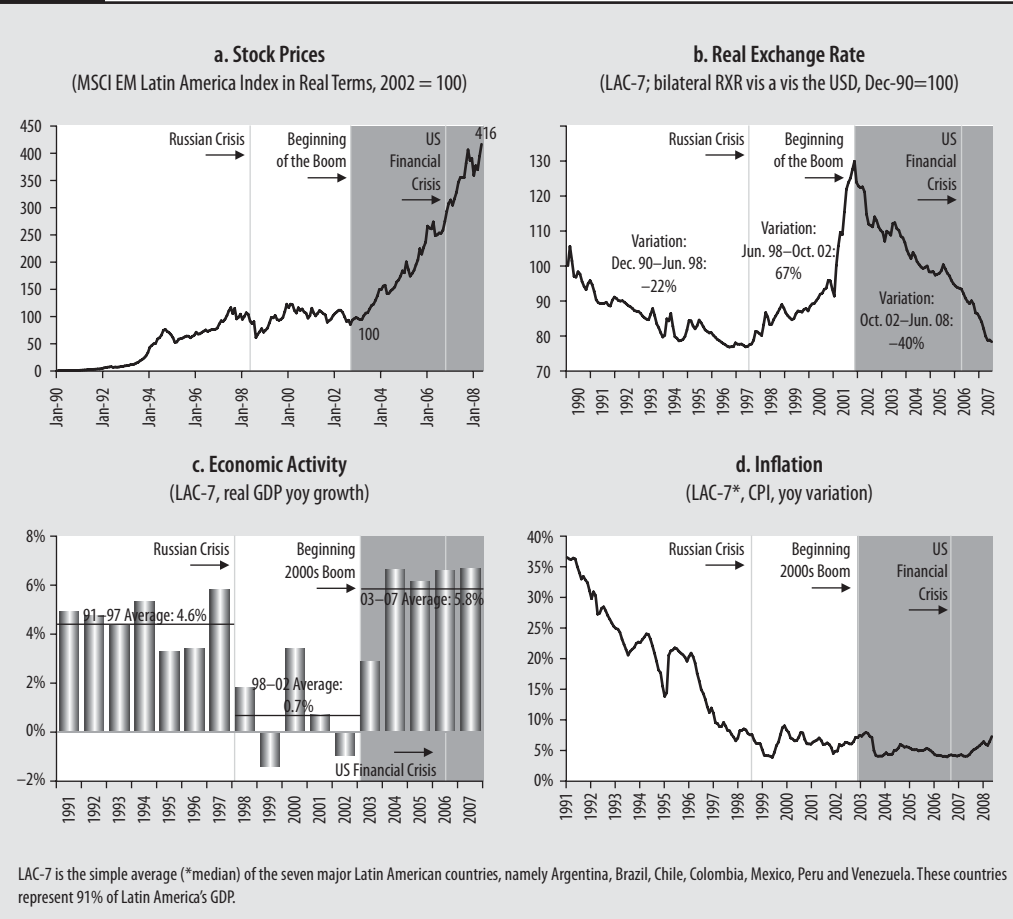 a. Stock Prices
(MSCI EM Latin America Index in Real Terms, 2002 = 100)
450
400
350
300
250
200
150
100
50
0
Russian Crisis
Beginning
of the Boom
US
Financial
Crisis
416
100
Jan-90
Jan-92
Jan-94
Jan-96
Jan-98
Jan-00
Jan-02
Jan-04
Jan-06
Jan-08
b. Real Exchange Rate
(LAC-7; bilateral RXR vis a vis the USD, Dec-90=100)
130
120
110
100
90
80
70
Russian Crisis
Beginning
of the Boom
US
Financial
Crisis
Variation:
Dec. 90–Jun. 98:
–22%
Variation:
Jun. 98–Oct. 02:
67%
Variation:
Oct. 02–Jun. 08:
–40%
1990
1991
1992
1993
1994
1995
1996
1997
1998
1999
2000
2001
2002
2003
2004
2005
2006
2007
c. Economic Activity
(LAC-7, real GDP yoy growth)
8%
6%
4%
2%
0%
–2%
Russian Crisis
Beginning
2000s Boom
91–97 Average: 4.6%
98–02 Average:
0.7%
03–07 Average: 5.8%
US Financial Crisis
1991
1992
1993
1994
1995
1996
1997
1998
1999
2000
2001
2002
2003
2004
2005
2006
2007
d. Inflation
(LAC-7*, CPI, yoy variation)
40%
35%
30%
25%
20%
15%
10%
5%
0%
Russian Crisis
Beginning
2000s Boom
US
Financial
Crisis
1991
1992
1993
1994
1995
1996
1997
1998
1999
2000
2001
2002
2003
2004
2005
2006
2007
2008
LAC-7 is the simple average (*median) of the seven major Latin American countries, namely Argentina, Brazil, Chile, Colombia, Mexico, Peru and Venezuela. These countries
represent 91% of Latin America's GDP.